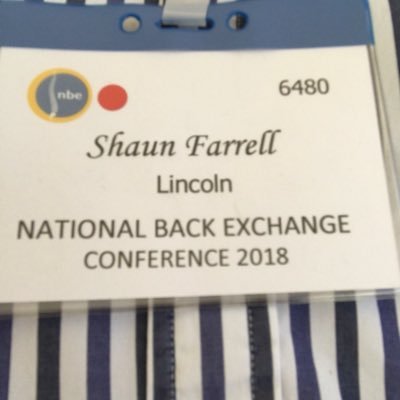 nbe
6480
Shaun Farrell
Lincoln
NATIONAL BACK EXCHANGE
CONFERENCE 2018